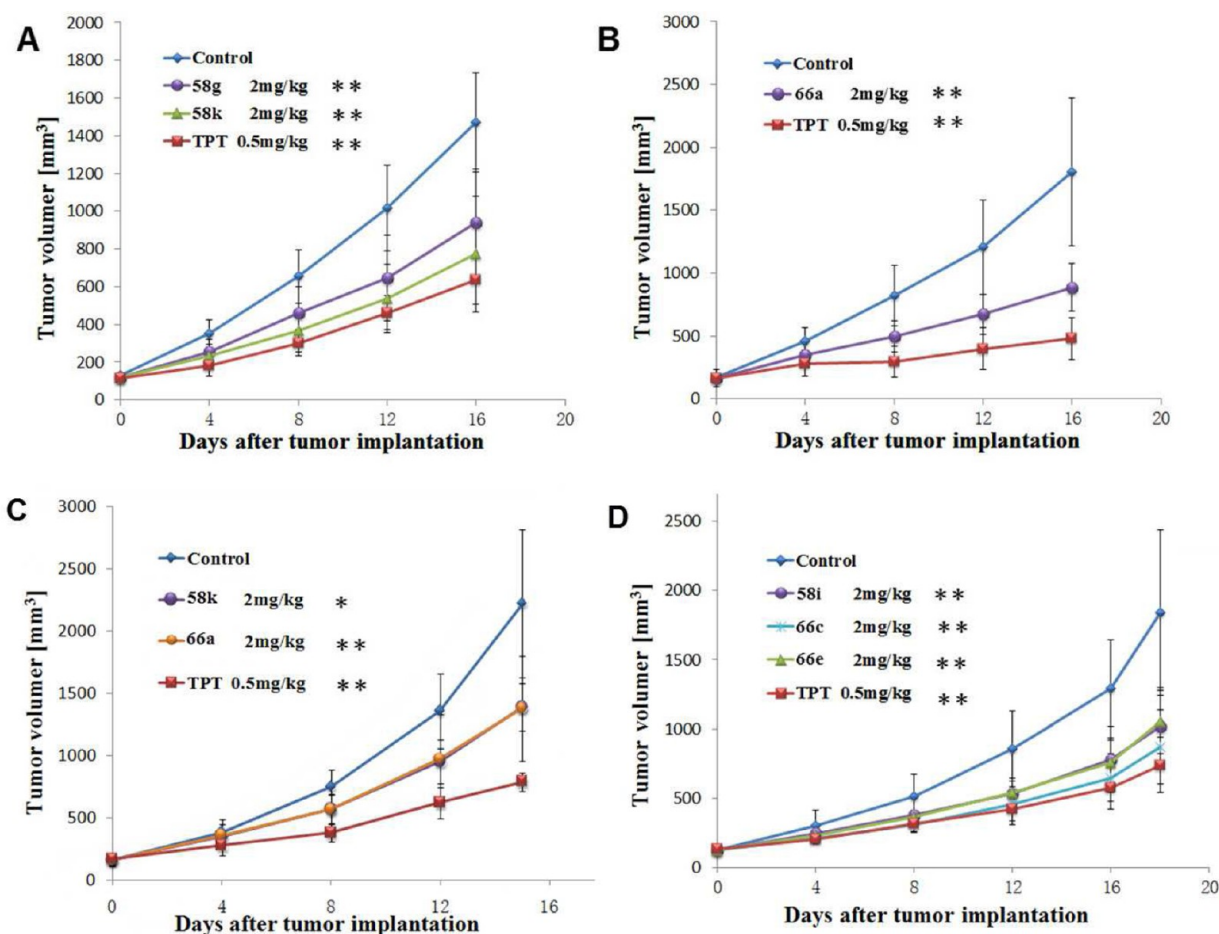 A
2000
1800
1600
1400
1200
1000
800
600
400
200
0
Tumor volumer [mm³]
Control
58g 2mg/kg **
58k 2mg/kg **
TPT 0.5mg/kg **
0 4 8 12 16 20
Days after tumor implantation
B
3000
2500
2000
1500
1000
500
0
Tumor volumer [mm³]
Control
66a 2mg/kg **
TPT 0.5mg/kg **
0 4 8 12 16 20
Days after tumor implantation
C
3000
2500
2000
1500
1000
500
0
Tumor volumer [mm³]
Control
58k 2mg/kg *
66a 2mg/kg **
TPT 0.5mg/kg **
0 4 8 12 16
Days after tumor implantation
D
2500
2000
1500
1000
500
0
Tumor volumer [mm³]
Control
58i 2mg/kg **
66c 2mg/kg **
66e 2mg/kg **
TPT 0.5mg/kg **
0 4 8 12 16 20
Days after tumor implantation